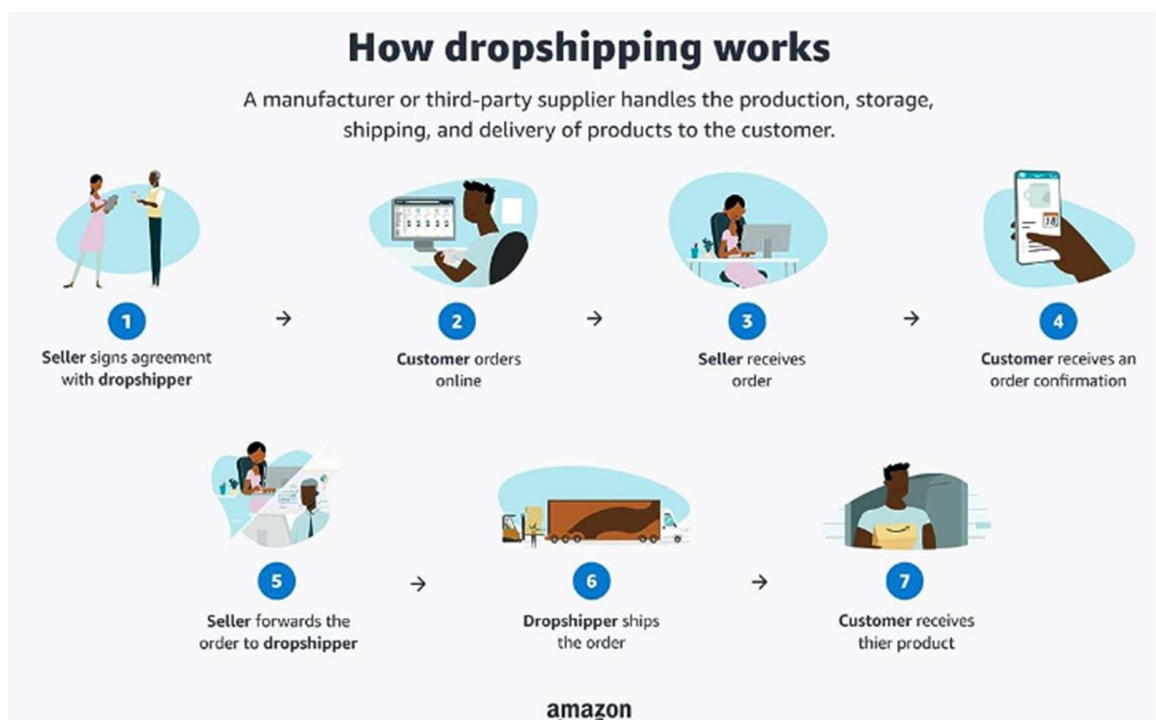 How dropshipping works
A manufacturer or third-party supplier handles the production, storage,
shipping, and delivery of products to the customer.
18
1
2
3
4
Seller signs agreement
with dropshipper
Customer orders
online
Seller receives
order
Customer receives an
order confirmation
5
6
7
Seller forwards the
order to dropshipper
Dropshipper ships
the order
Customer receives
thier product
amazon